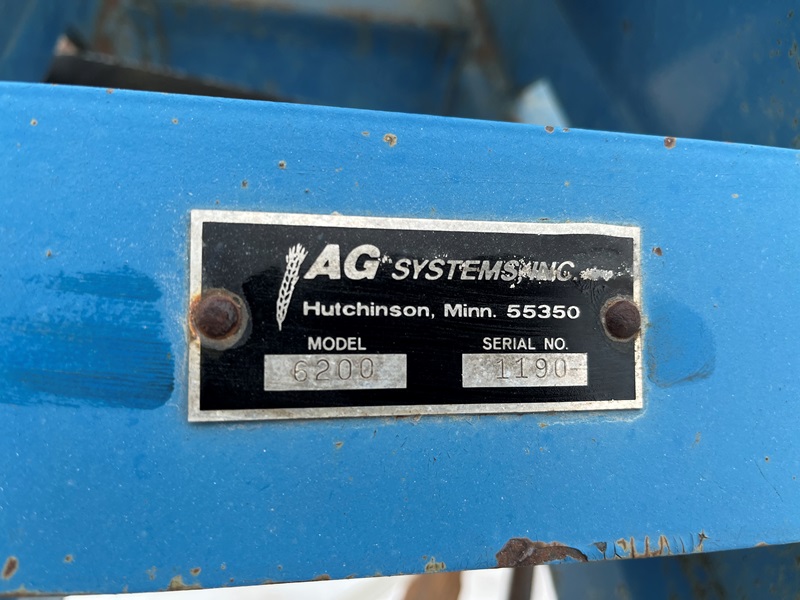 AG SYSTEMS, INC.
Hutchinson, Minn. 55350
MODEL SERIAL NO.
6200 1190